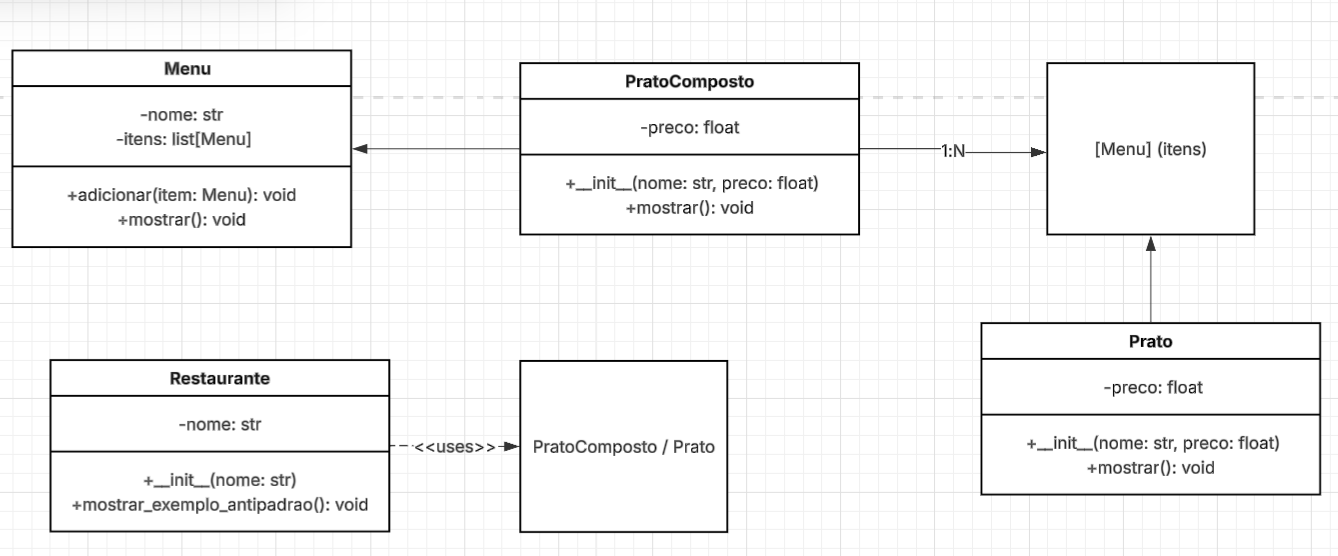 Menu
-nome: str
-itens: list[Menu]
+adicionar(item: Menu): void
+mostrar(): void
PratoComposto
-preco: float
+__init__(nome: str, preco: float)
+mostrar(): void
1:N
[Menu] (itens)
Restaurante
-nome: str
+__init__(nome: str)
+mostrar_exemplo_antipadrao(): void
<<uses>>
PratoComposto / Prato
Prato
-preco: float
+__init__(nome: str, preco: float)
+mostrar(): void